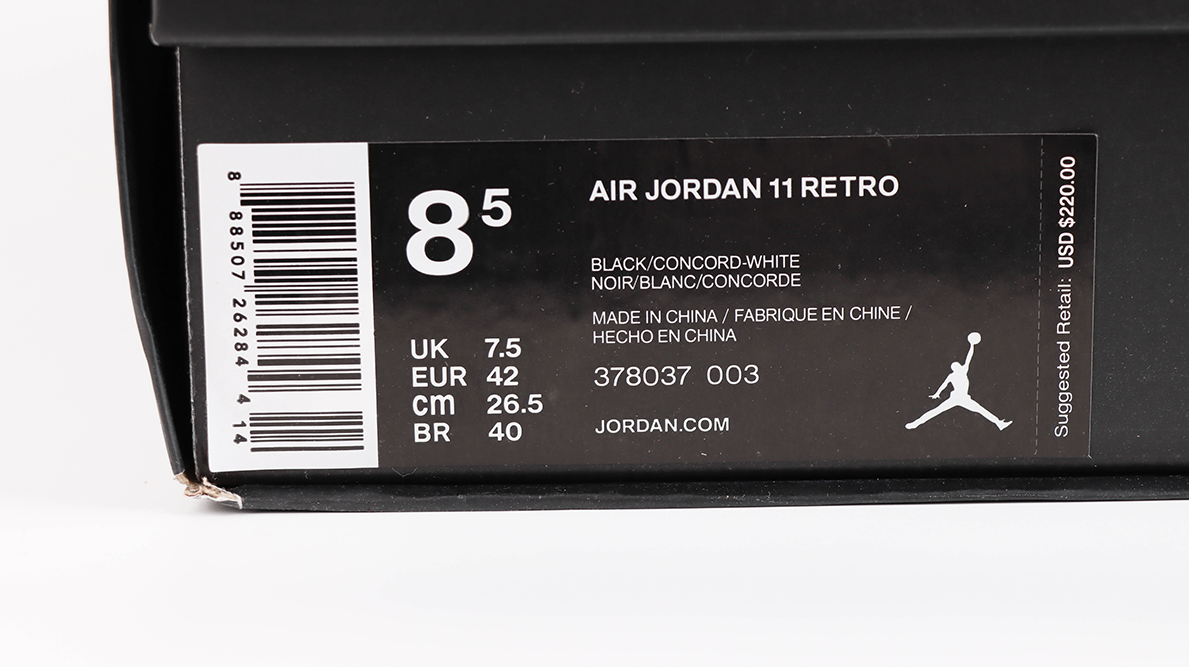 8 88507 26284 4 14
8 5
UK 7.5
EUR 42
cm 26.5
BR 40
AIR JORDAN 11 RETRO
BLACK/CONCORD-WHITE
NOIR/BLANC/CONCORDE
MADE IN CHINA / FABRIQUE EN CHINE /
HECHO EN CHINA
378037 003
JORDAN.COM
Suggested Retail: USD $220.00